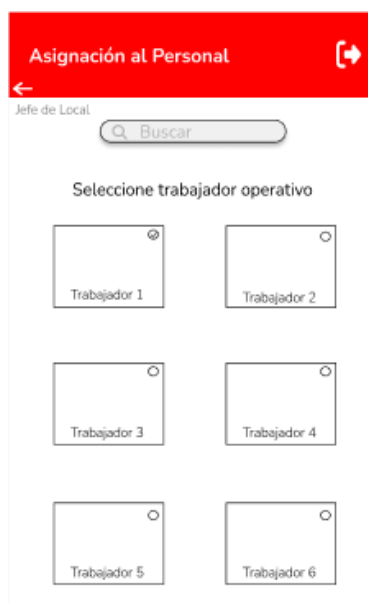 Asignación al Personal
Jefe de Local
Buscar
Seleccione trabajador operativo
Trabajador 1
Trabajador 2
Trabajador 3
Trabajador 4
Trabajador 5
Trabajador 6